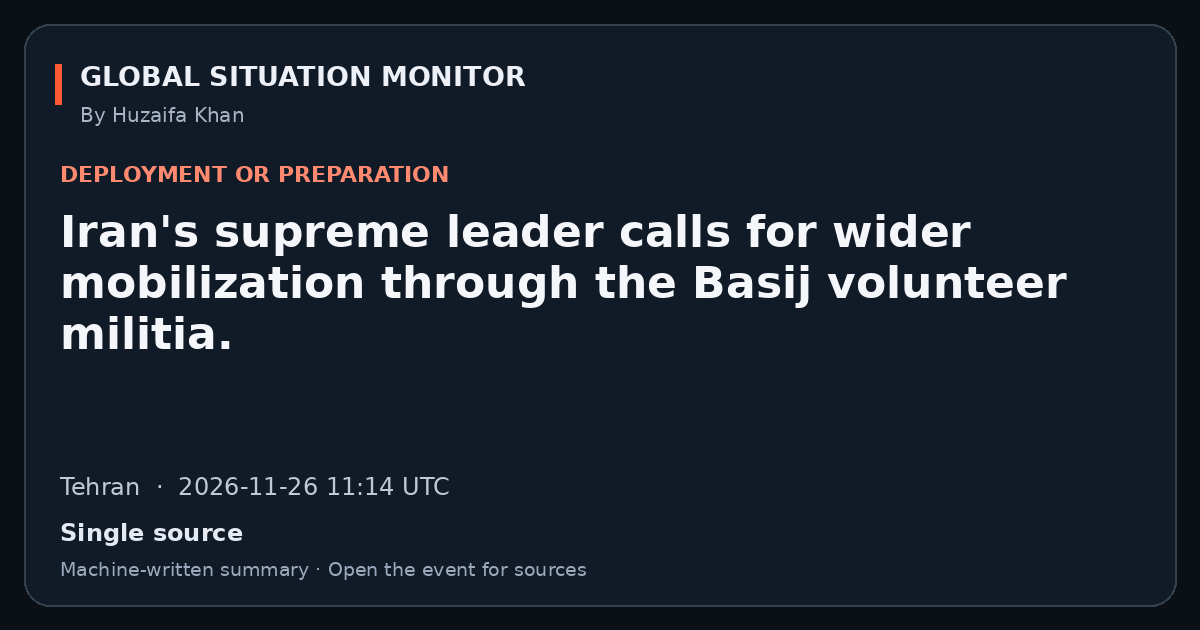 GLOBAL SITUATION MONITOR
By Huzaifa Khan
DEPLOYMENT OR PREPARATION
Iran's supreme leader calls for wider
mobilization through the Basij volunteer
militia.
Tehran · 2026-11-26 11:14 UTC
Single source
Machine-written summary · Open the event for sources